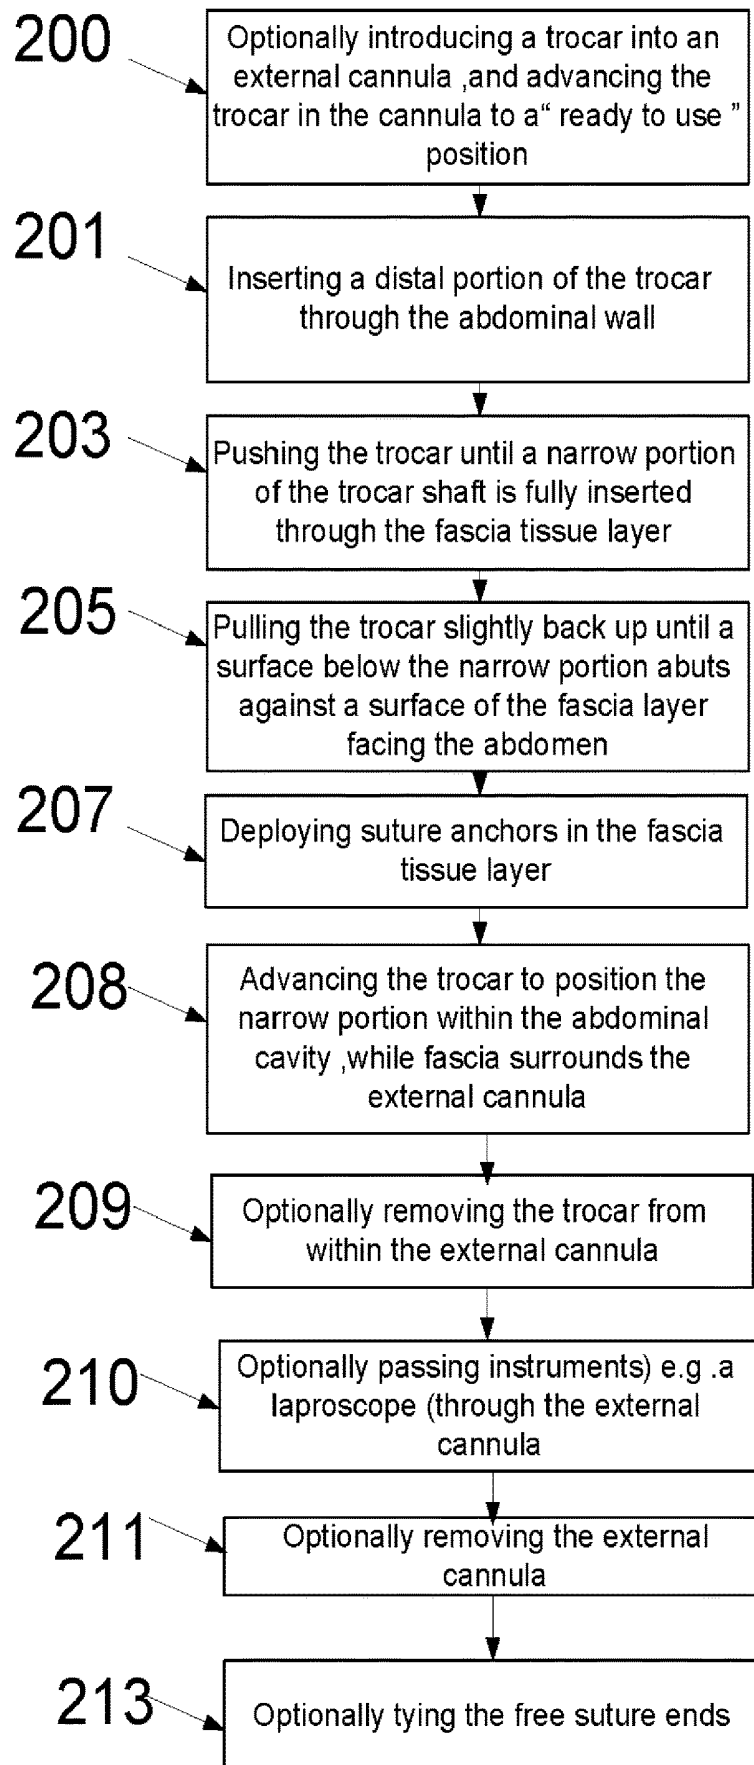 200
Optionally introducing a trocar into an
external cannula ,and advancing the
trocar in the cannula to a“ ready to use ”
position
201
Inserting a distal portion of the trocar
through the abdominal wall
203
Pushing the trocar until a narrow portion
of the trocar shaft is fully inserted
through the fascia tissue layer
205
Pulling the trocar slightly back up until a
surface below the narrow portion abuts
against a surface of the fascia layer
facing the abdomen
207
Deploying suture anchors in the fascia
tissue layer
208
Advancing the trocar to position the
narrow portion within the abdominal
cavity ,while fascia surrounds the
external cannula
209
Optionally removing the trocar from
within the external cannula
210
Optionally passing instruments) e.g .a
laproscope (through the external
cannula
211
Optionally removing the external
cannula
213
Optionally tying the free suture ends